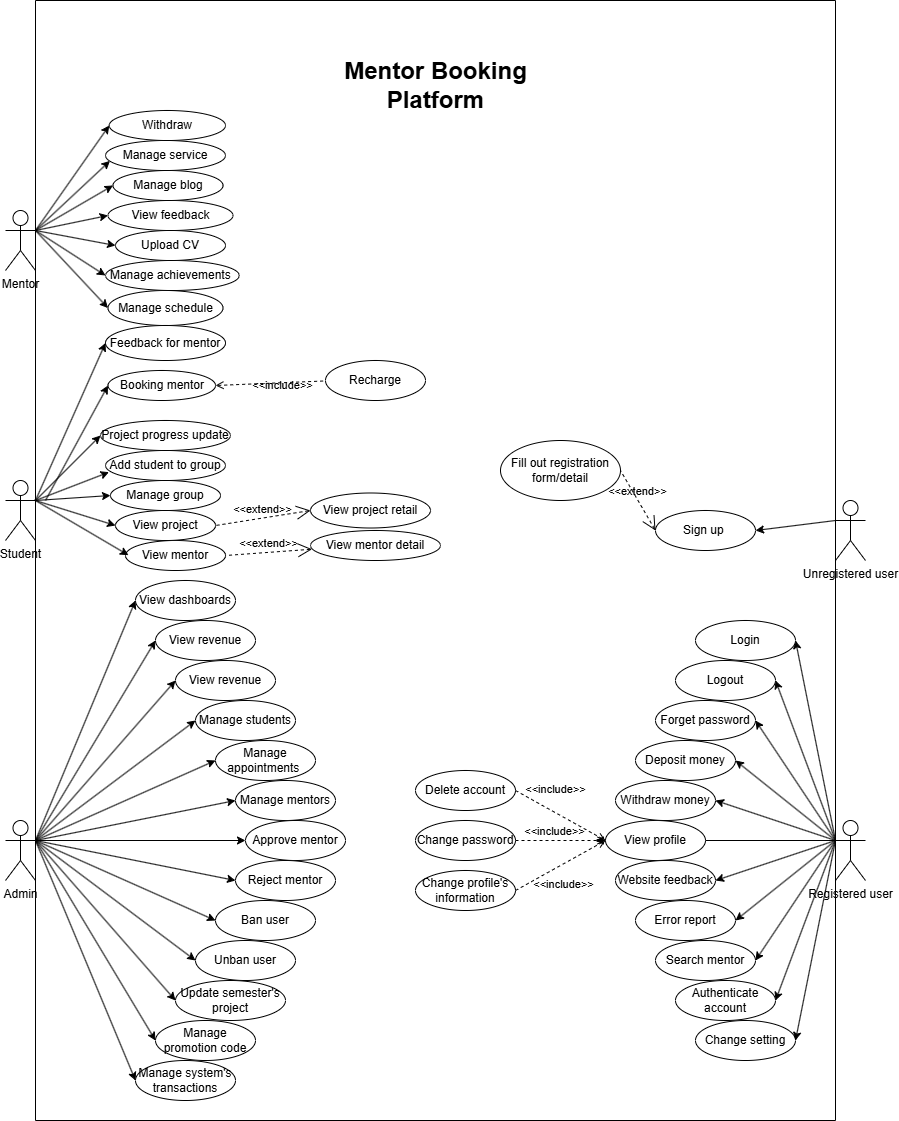 Mentor Booking
Platform
Withdraw
Manage service
Manage blog
View feedback
Upload CV
Manage achievements
Manage schedule
Mentor
Feedback for mentor
Booking mentor
<<include>>
Recharge
Project progress update
Add student to group
Manage group
View project
<<extend>>
View project retail
View mentor
<<extend>>
View mentor detail
Student
Fill out registration
form/detail
<<extend>>
Sign up
Unregistered user
View dashboards
View revenue
View revenue
Manage students
Manage
appointments
Manage mentors
Approve mentor
Reject mentor
Ban user
Unban user
Update semester's
project
Manage
promotion code
Manage system's
transactions
Admin
Login
Logout
Forget password
Deposit money
Withdraw money
View profile
Website feedback
Error report
Search mentor
Authenticate
account
Change setting
Registered user
Delete account
<<include>>
Change password
<<include>>
Change profile's
information
<<include>>